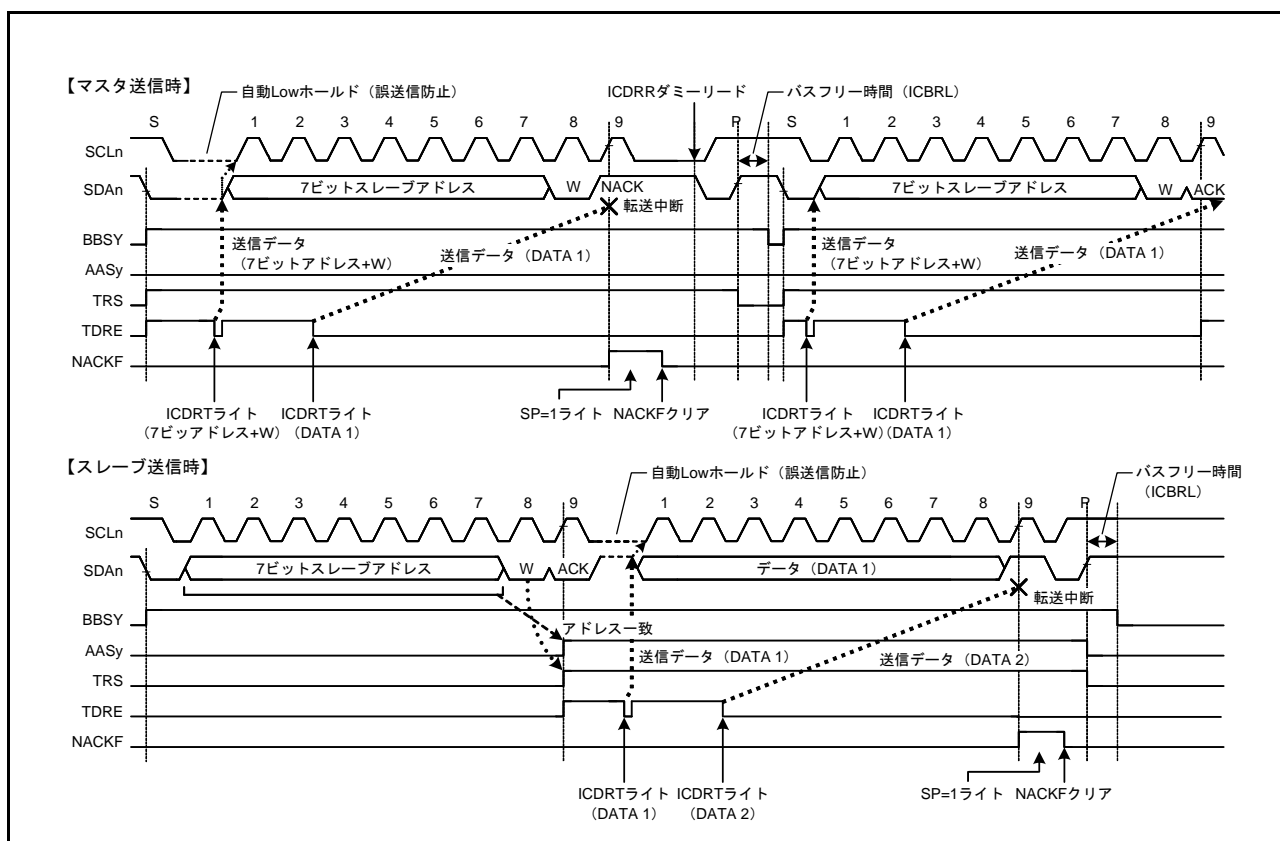 【マスタ送信時】
自動Lowホールド（誤送信防止）
ICDRRダミーリード
バスフリー時間（ICBRL）
S 1 2 3 4 5 6 7 8 9 P S 1 2 3 4 5 6 7 8 9
SCLn
SDAn 7ビットスレーブアドレス W NACK 7ビットスレーブアドレス W ACK
転送中断
BBSY
送信データ
（7ビットアドレス+W）
送信データ（DATA 1）
送信データ
（7ビットアドレス+W）
送信データ（DATA 1）
AASy
TRS
TDRE
NACKF
ICDRTライト
（7ビッアドレス+W）
ICDRTライト
（DATA 1）
SP=1ライト NACKFクリア
ICDRTライト
（7ビットアドレス+W）
ICDRTライト
（DATA 1）
【スレーブ送信時】
自動Lowホールド（誤送信防止）
バスフリー時間
（ICBRL）
S 1 2 3 4 5 6 7 8 9 1 2 3 4 5 6 7 8 9 P
SCLn
SDAn 7ビットスレーブアドレス W ACK データ（DATA 1）
転送中断
BBSY
アドレス一致
AASy
送信データ（DATA 1） 送信データ（DATA 2）
TRS
TDRE
NACKF
ICDRTライト
（DATA 1）
ICDRTライト
（DATA 2）
SP=1ライト NACKFクリア